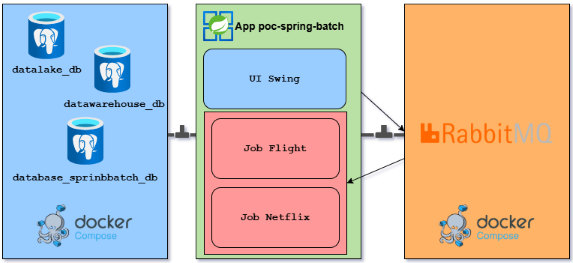 datalake_db
datawarehouse_db
database_sprinbbatch_db
docker
Compose
App poc-spring-batch
UI Swing
Job Flight
Job Netflix
RabbitMQ
docker
Compose